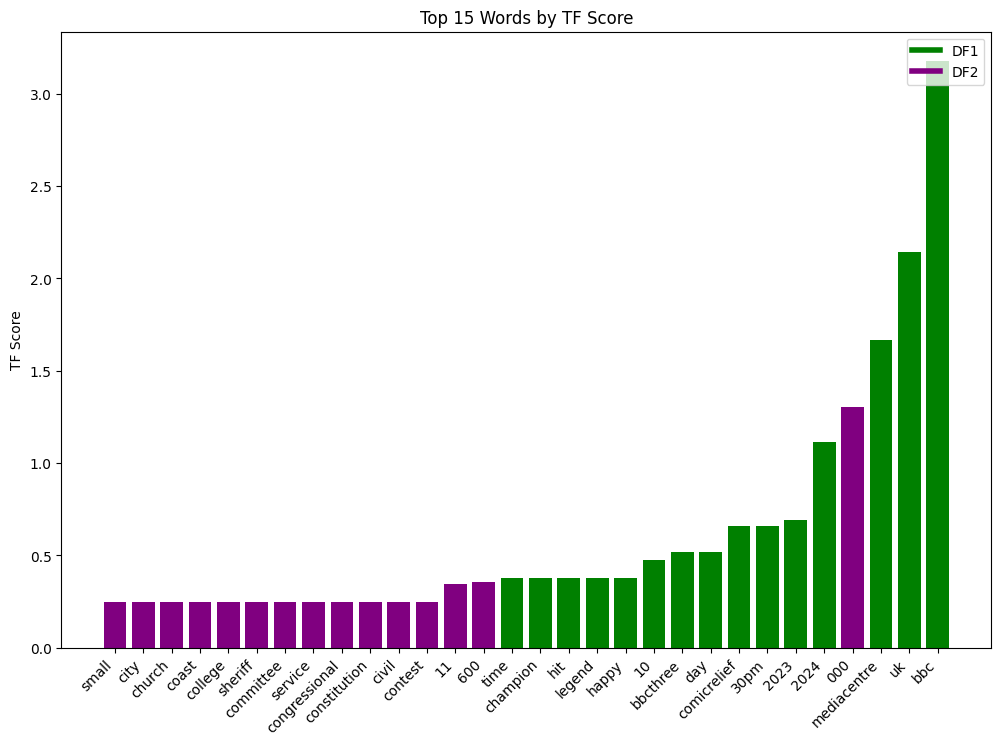 Top 15 Words by TF Score
DF1
DF2
TF Score
3.0
2.5
2.0
1.5
1.0
0.5
0.0
small
city
church
coast
college
sheriff
committee
service
congressional
constitution
civil
contest
11
600
time
champion
hit
legend
happy
10
bbcthree
day
comicrelief
30pm
2023
2024
000
mediacentre
uk
bbc